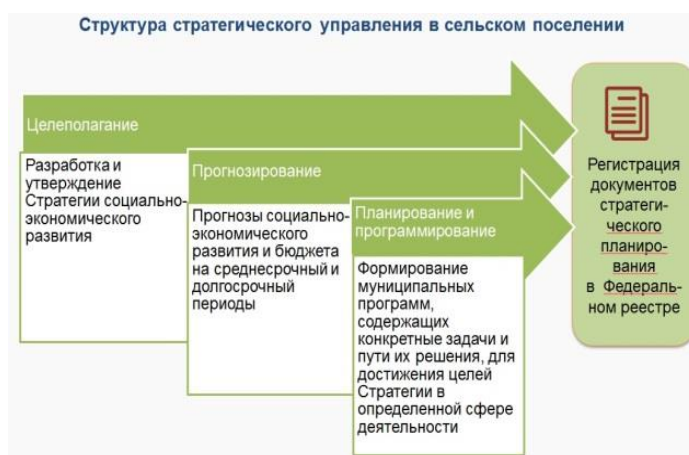 Структура стратегического управления в сельском поселении
Целеполагание
Разработка и
утверждение
Стратегии социально-
экономического
развития
Прогнозирование
Прогнозы социально-
экономического
развития и бюджета
на среднесрочный и
долгосрочный
периоды
Планирование и
программирование
Формирование
муниципальных
программ,
содержащих
конкретные задачи и
пути их решения, для
достижения целей
Стратегии в
определенной сфере
деятельности
Регистрация
документов
стратеги-
ческого
планиро-
вания
в Федераль-
ном реестре